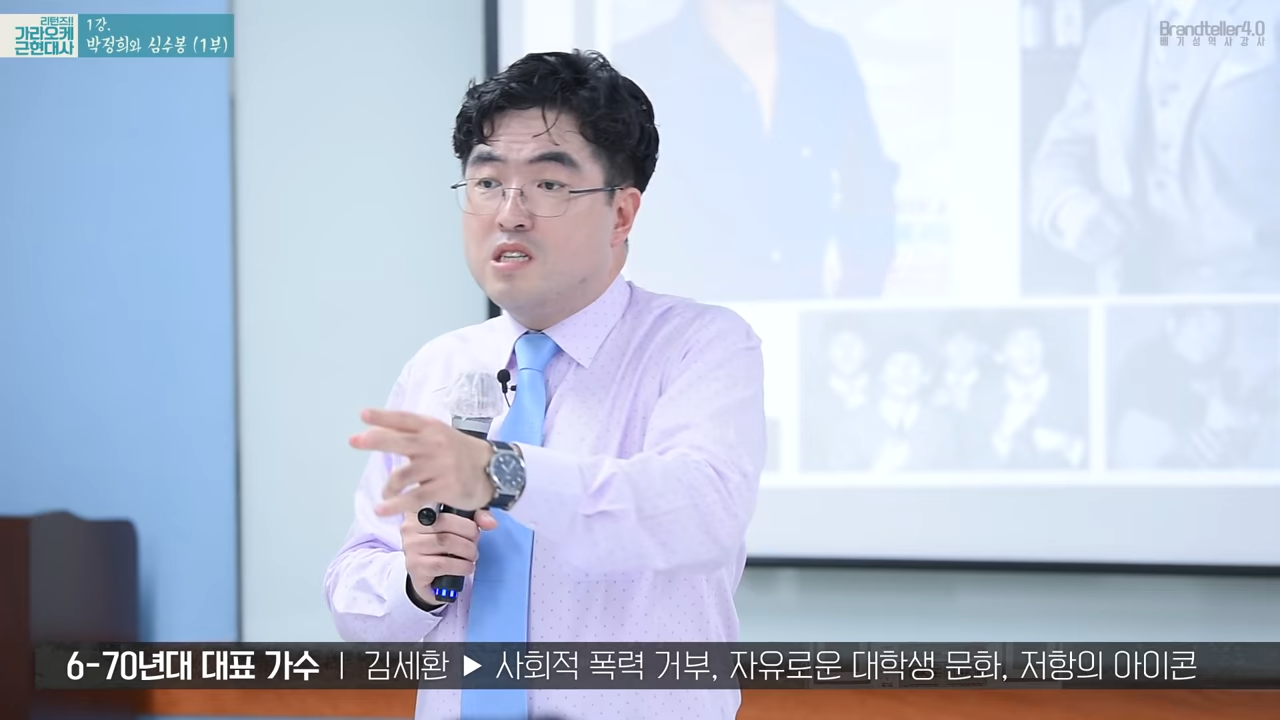 리턴즈!!
가라오케
근현대사
1강.
박정희와 심수봉 (1부)
Brandteller4.0
배기성역사강사
6-70년대 대표 가수 | 김세환 ▶ 사회적 폭력 거부, 자유로운 대학생 문화, 저항의 아이콘